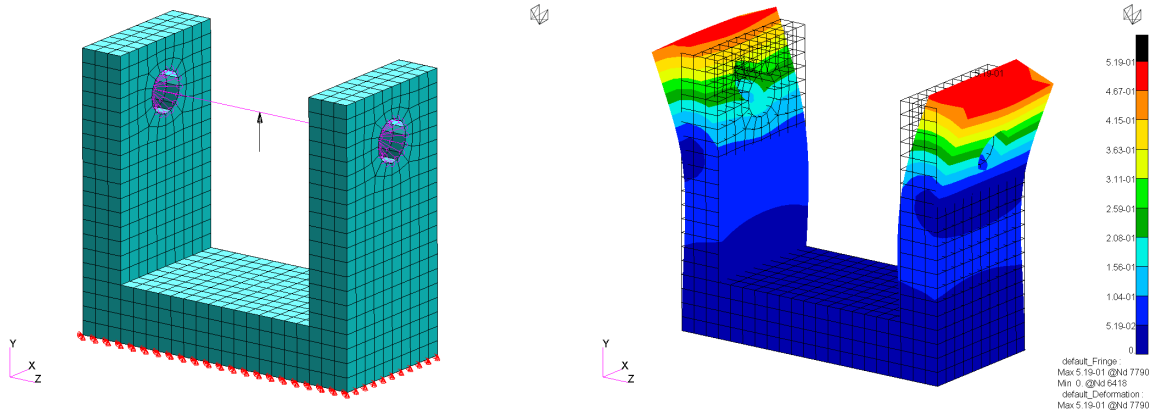 Y
X
Z
5.19-01
5.19-01
4.67-01
4.15-01
3.63-01
3.11-01
2.59-01
2.08-01
1.56-01
1.04-01
5.19-02
0.
Y
X
Z
default_Fringe :
Max 5.19-01 @Nd 7790
Min 0. @Nd 6418
default_Deformation :
Max 5.19-01 @Nd 7790